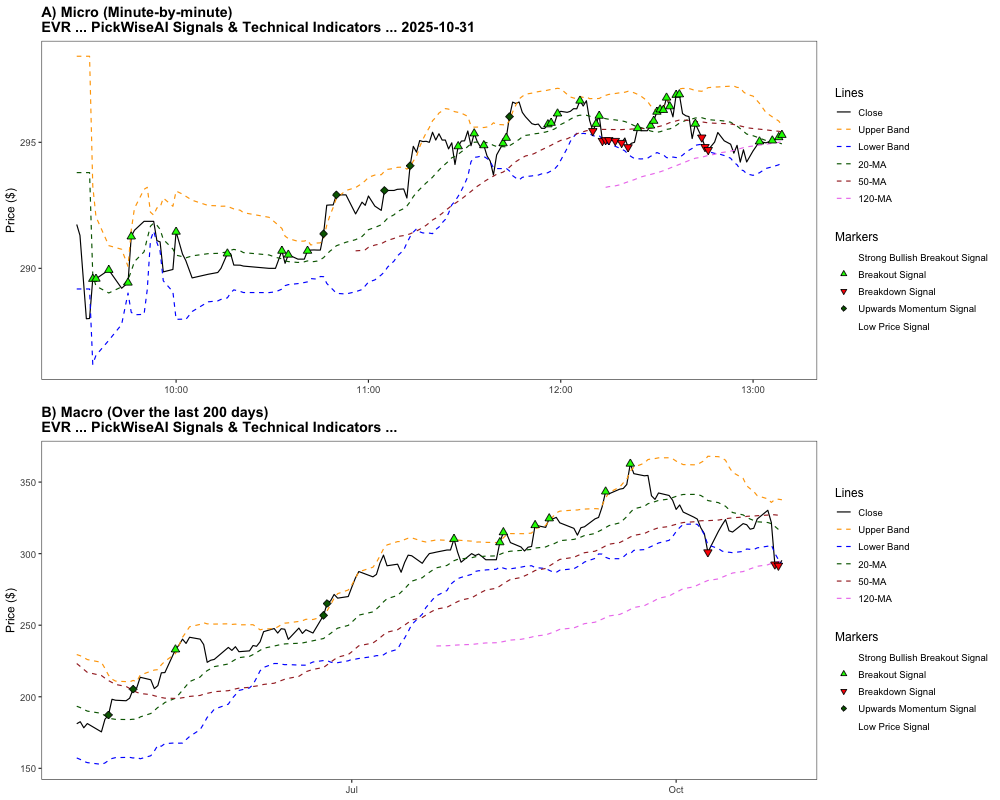 A) Micro (Minute-by-minute)
EVR ... PickWiseAI Signals & Technical Indicators ... 2025-10-31
Price ($)
295
290
10:00
11:00
12:00
13:00
Lines
Close
Upper Band
Lower Band
20-MA
50-MA
120-MA
Markers
Strong Bullish Breakout Signal
Breakout Signal
Breakdown Signal
Upwards Momentum Signal
Low Price Signal
B) Macro (Over the last 200 days)
EVR ... PickWiseAI Signals & Technical Indicators ...
Price ($)
350
300
250
200
150
Jul
Oct
Lines
Close
Upper Band
Lower Band
20-MA
50-MA
120-MA
Markers
Strong Bullish Breakout Signal
Breakout Signal
Breakdown Signal
Upwards Momentum Signal
Low Price Signal